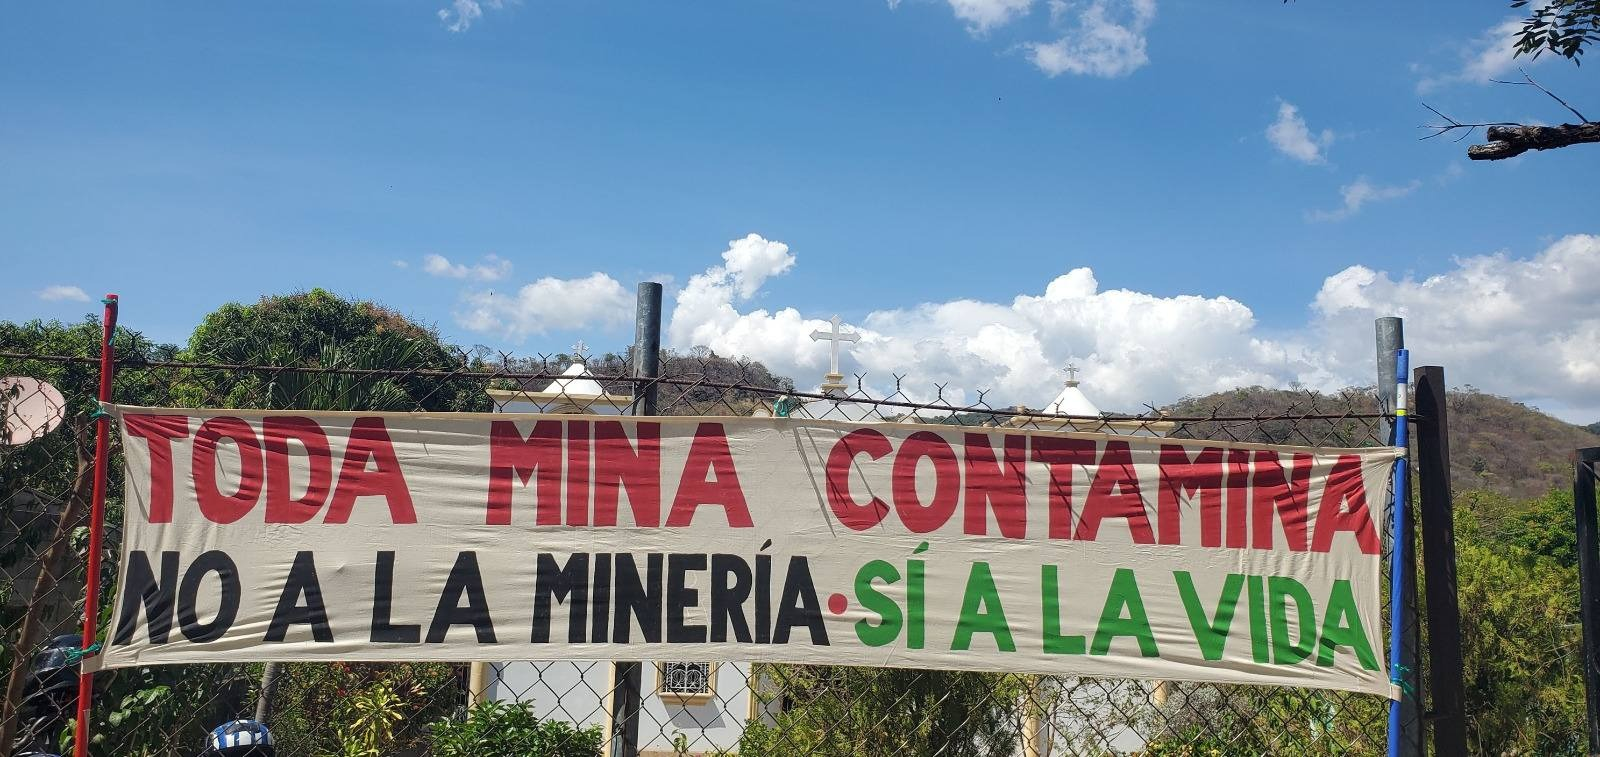 TODA MINA CONTAMINA
NO A LA MINERÍA • SÍ A LA VIDA